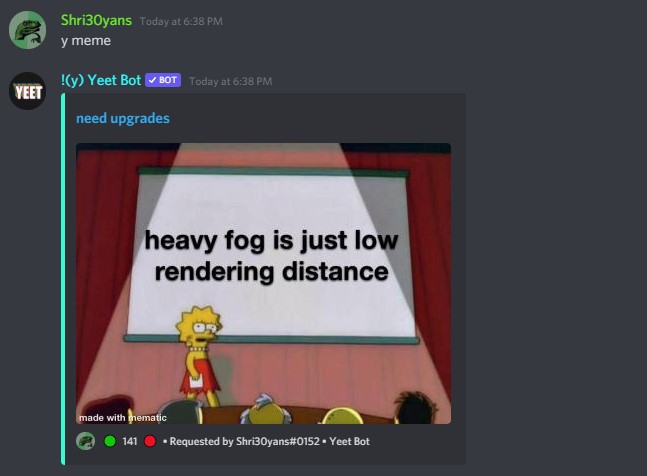 Shri30yans Today at 6:38 PM
y meme
YEET
!(y) Yeet Bot ✓ BOT Today at 6:38 PM
need upgrades
heavy fog is just low
rendering distance
made with mematic
141 • Requested by Shri30yans#0152 • Yeet Bot